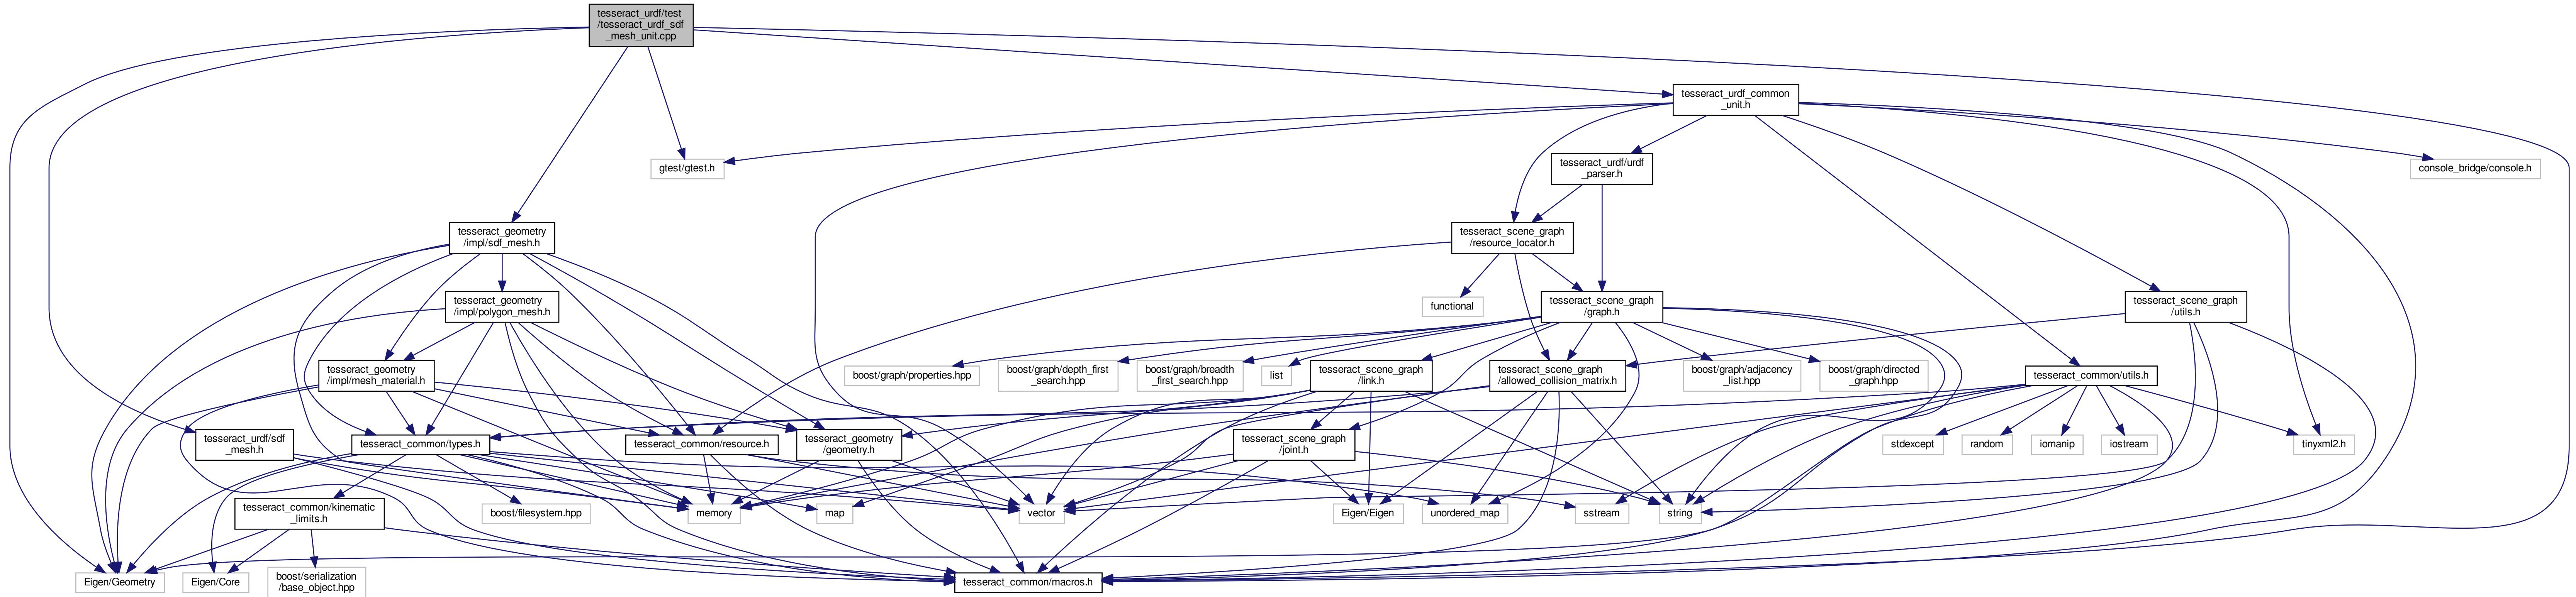 tesseract_urdf/test
/tesseract_urdf_sdf
_mesh_unit.cpp
tesseract_urdf_common
_unit.h
gtest/gtest.h
tesseract_urdf/urdf
_parser.h
console_bridge/console.h
tesseract_geometry
/impl/sdf_mesh.h
tesseract_scene_graph
/resource_locator.h
tesseract_geometry
/impl/polygon_mesh.h
functional
tesseract_scene_graph
/graph.h
tesseract_scene_graph
/utils.h
tesseract_geometry
/impl/mesh_material.h
boost/graph/properties.hpp
boost/graph/depth_first
_search.hpp
boost/graph/breadth
_first_search.hpp
list
tesseract_scene_graph
/link.h
tesseract_scene_graph
/allowed_collision_matrix.h
boost/graph/adjacency
_list.hpp
boost/graph/directed
_graph.hpp
tesseract_common/utils.h
tesseract_urdf/sdf
_mesh.h
tesseract_common/types.h
tesseract_common/resource.h
tesseract_geometry
/geometry.h
tesseract_scene_graph
/joint.h
stdexcept
random
iomanip
iostream
tinyxml2.h
tesseract_common/kinematic
_limits.h
boost/filesystem.hpp
memory
map
vector
Eigen/Eigen
unordered_map
sstream
string
Eigen/Geometry
Eigen/Core
boost/serialization
/base_object.hpp
tesseract_common/macros.h